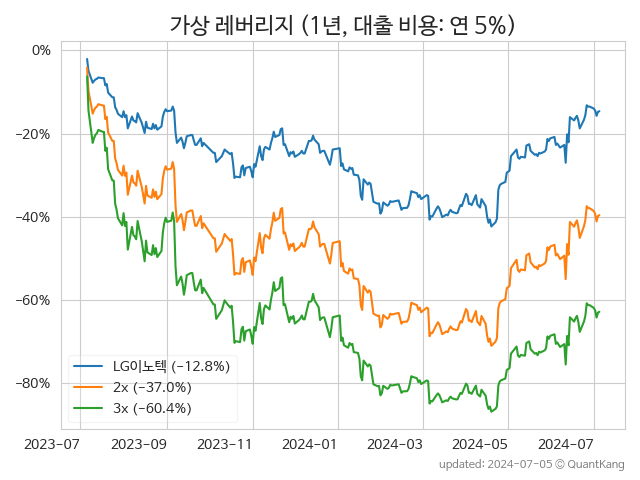 가상 레버리지 (1년, 대출 비용: 연 5%)
0%
−20%
−40%
−60%
−80%
LG이노텍 (−12.8%)
2x (−37.0%)
3x (−60.4%)
2023−07 2023−09 2023−11 2024−01 2024−03 2024−05 2024−07
updated: 2024-07-05 © QuantKang